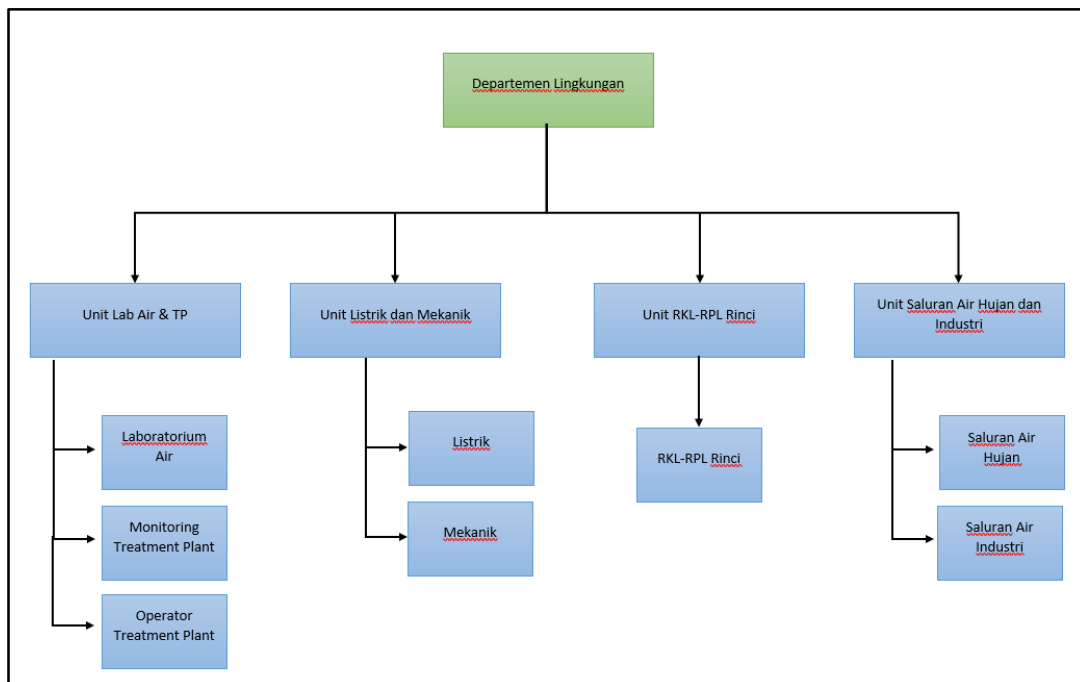 Departemen Lingkungan
Unit Lab Air & TP
Unit Listrik dan Mekanik
Unit RKL-RPL Rinci
Unit Saluran Air Hujan dan
Industri
Laboratorium
Air
Monitoring
Treatment Plant
Operator
Treatment Plant
Listrik
Mekanik
RKL-RPL Rinci
Saluran Air
Hujan
Saluran Air
Industri